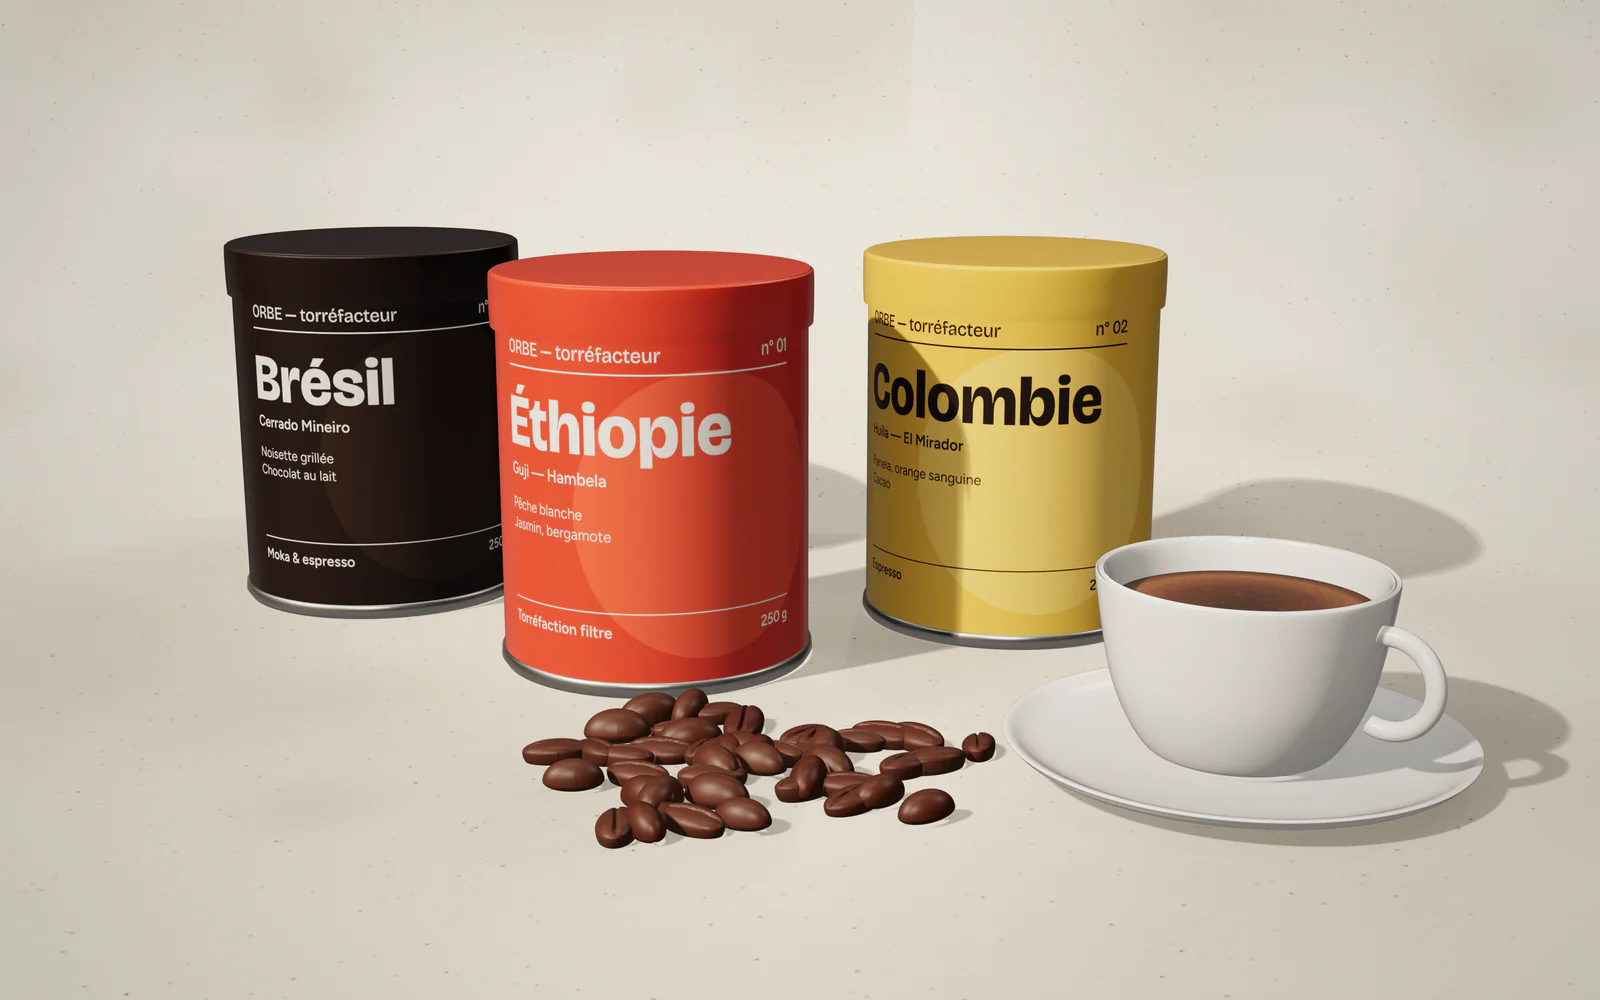 ORBE — torréfacteur
n°
Brésil
Cerrado Mineiro
Noisette grillée
Chocolat au lait
Moka & espresso
ORBE — torréfacteur
n° 01
Éthiopie
Guji — Hambela
Pêche blanche
Jasmin, bergamote
Torréfaction filtre
250 g
ORBE — torréfacteur
n° 02
Colombie
Huila — El Mirador
Panela, orange sanguine
Cacao
Espresso